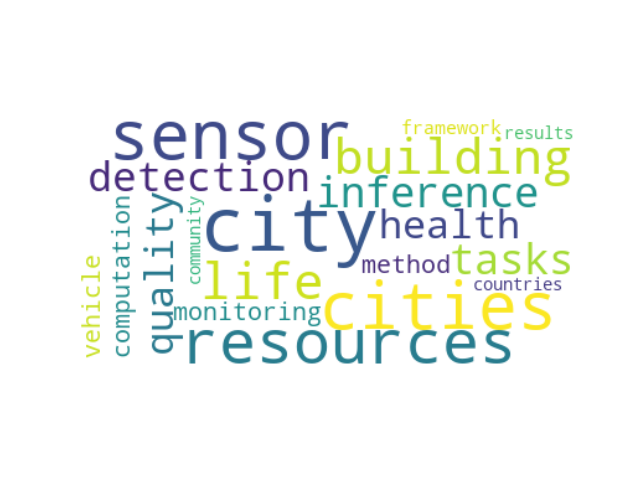 sensor
framework
results
building
detection
inference
city
health
quality
computation
community
method
tasks
life
vehicle
countries
cities
monitoring
resources